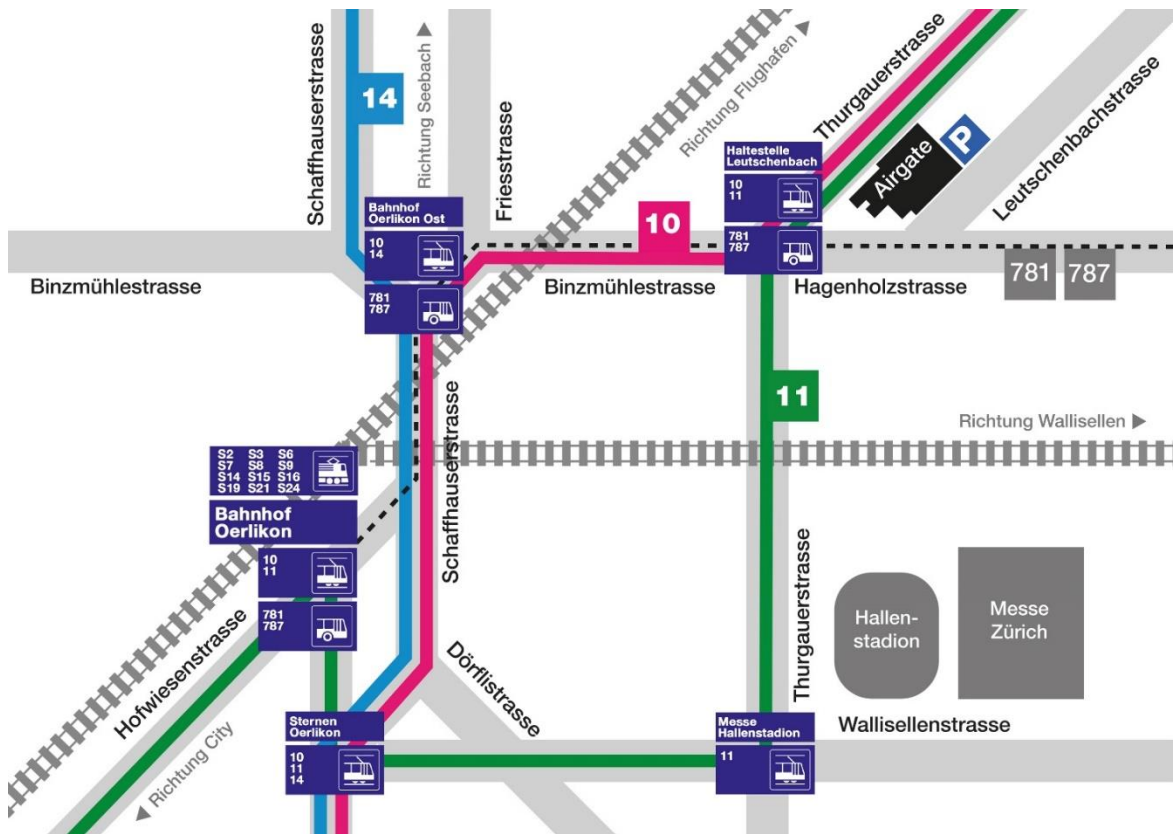 Schaffhauserstrasse
14
Richtung Seebach ▶
Friesstrasse
Richtung Flughafen ▶
Thurgauerstrasse
Airgate
P
Leutschenbachstrasse
Haltestelle
Leutschenbach
10
11
781
787
Bahnhof
Oerlikon Ost
10
14
781
787
10
Binzmühlestrasse
Binzmühlestrasse
Hagenholzstrasse
781
787
11
Richtung Wallisellen ▶
Schaffhauserstrasse
S2 S3 S6
S7 S8 S9
S14 S15 S16
S19 S21 S24
Bahnhof
Oerlikon
10
11
781
787
Hofwiesenstrasse
◀ Richtung City
Dörflistrasse
Thurgauerstrasse
Hallen-
stadion
Messe
Zürich
Sternen
Oerlikon
10
11
14
Messe
Hallenstadion
11
Wallisellenstrasse